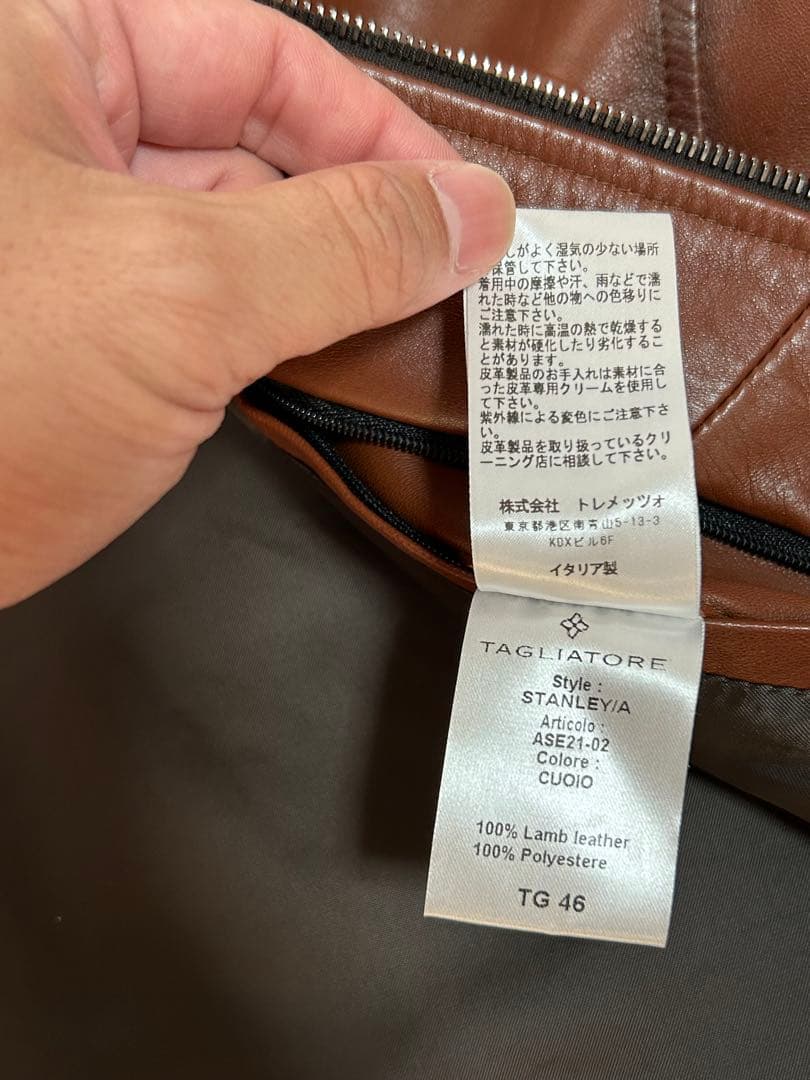 しがよく湿気の少ない場所
保管して下さい。
着用中の摩擦や汗、雨などで濡
れた時など他の物への色移りに
ご注意下さい。
濡れた時に高温の熱で乾燥する
と素材が硬化したり劣化するこ
とがあります。
皮革製品のお手入れは素材に合
った皮革専用クリームを使用し
て下さい。
紫外線による変色にご注意下さ
い。
皮革製品を取り扱っているクリ
ーニング店に相談して下さい。
株式会社 トレメッツォ
東京都港区南青山5-13-3
KDXビル6F
イタリア製
TAGLIATORE
Style :
STANLEY/A
Articolo :
ASE21-02
Colore :
CUOIO
100% Lamb leather
100% Polyestere
TG 46